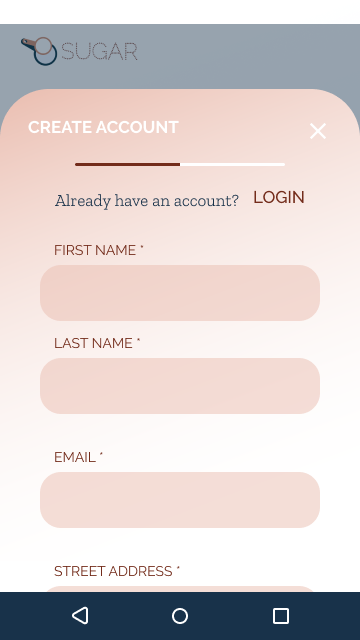 SUGAR
CREATE ACCOUNT
Already have an account? LOGIN
FIRST NAME *
LAST NAME *
EMAIL *
STREET ADDRESS *